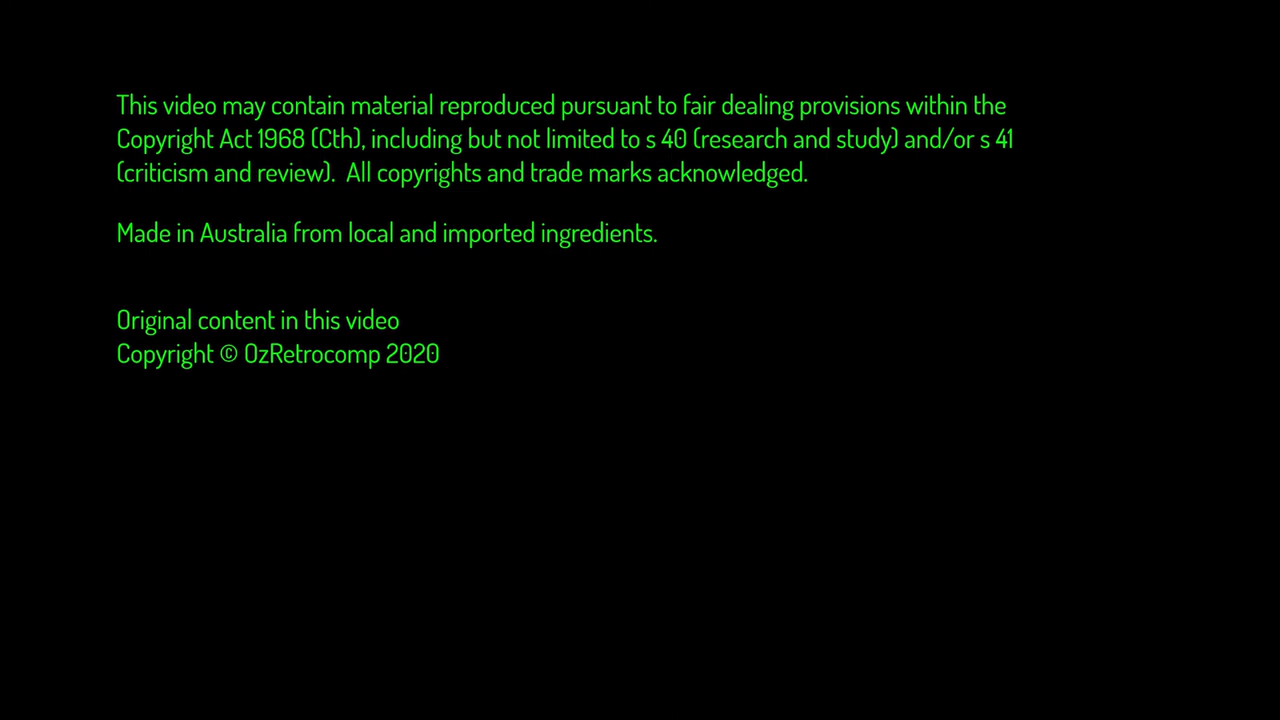 This video may contain material reproduced pursuant to fair dealing provisions within the
Copyright Act 1968 (Cth), including but not limited to s 40 (research and study) and/or s 41
(criticism and review).  All copyrights and trade marks acknowledged.
Made in Australia from local and imported ingredients.
Original content in this video
Copyright © OzRetrocomp 2020